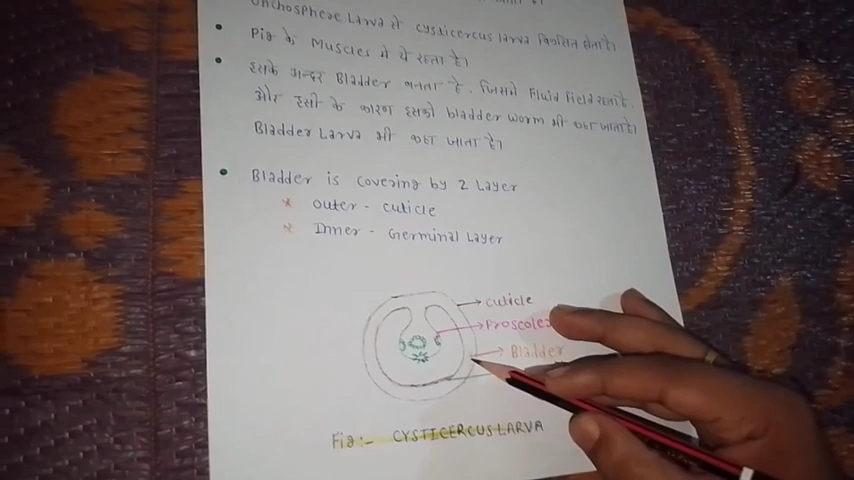 Onchosphere Larva से cysticercus larva विकसित होता है।
Pig के Muscles मे ये रहता है।
इसके अन्दर Bladder बनता है. जिसमे Fluid Field रहता है.
और इसी के कारण इसको bladder worm भी कहा जाता है।
Bladder Larva भी कहा जाता है।
Bladder is covering by 2 Layer
* Outer - cuticle
* Inner - Germinal Layer
cuticle
Proscolex
Bladder
Fig:- CYSTICERCUS LARVA